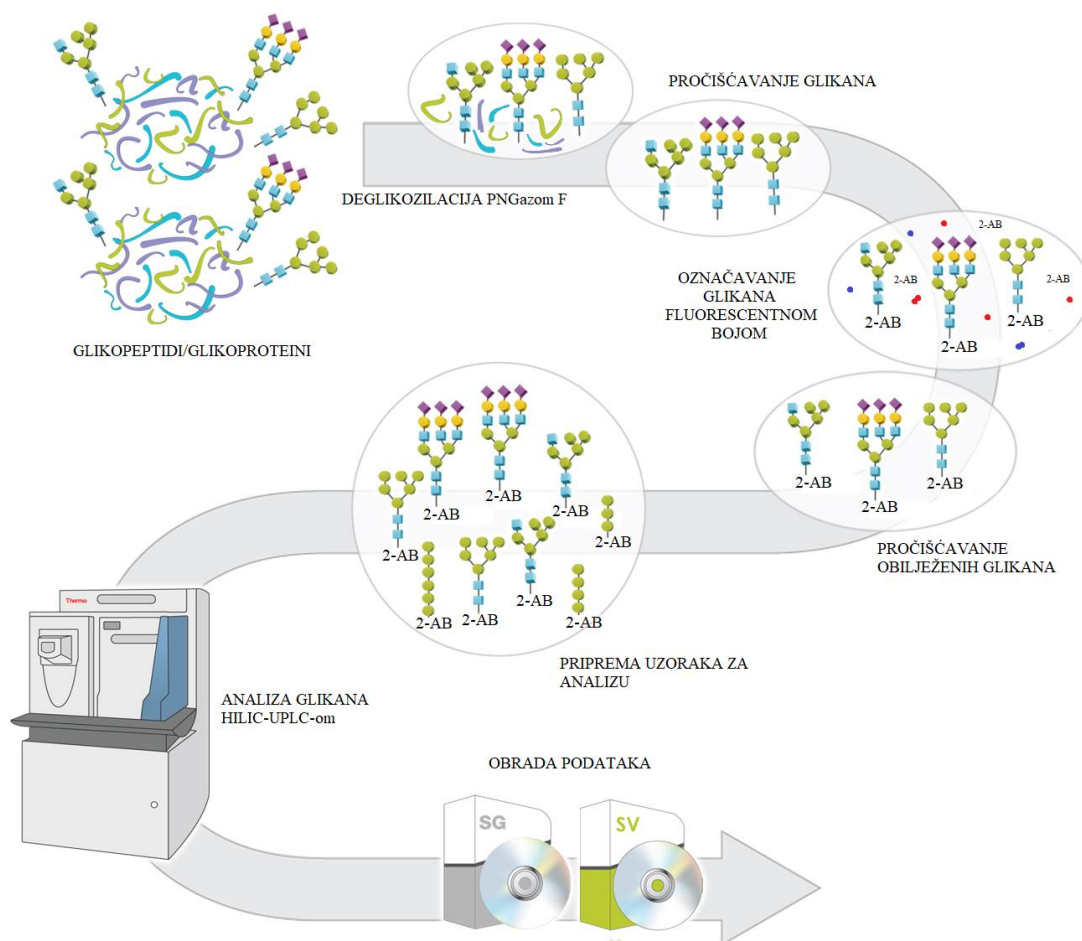 GLIKOPEPTIDI/GLIKOPROTEINI
DEGLIKOZILACIJA PNGazom F
PROČIŠĆAVANJE GLIKANA
OZNAČAVANJE
GLIKANA
FLUORESCENTNOM
BOJOM
2-AB
2-AB
2-AB
2-AB
2-AB
2-AB
2-AB
2-AB
2-AB
PROČIŠĆAVANJE
OBILJEŽENIH GLIKANA
2-AB
2-AB
2-AB
2-AB
2-AB
2-AB
2-AB
2-AB
2-AB
PRIPREMA UZORAKA ZA
ANALIZU
Thermo
ANALIZA GLIKANA
HILIC-UPLC-om
OBRADA PODATAKA
SG
SV